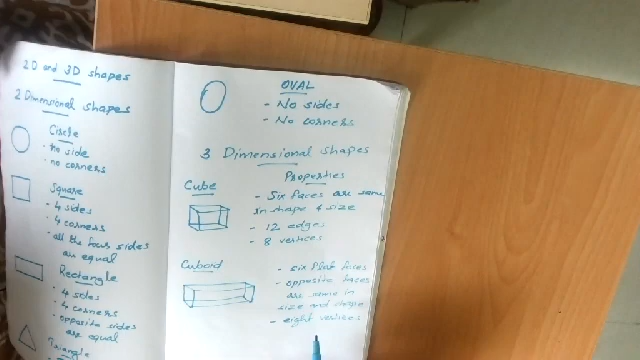 2D and 3D shapes
2 Dimensional shapes
Circle
- no side
- no corners
Square
- 4 sides
- 4 corners
- all the four sides
are equal
Rectangle
- 4 sides
- 4 corners
- opposite sides
are equal
Triangle
OVAL
- No sides
- No corners
3 Dimensional shapes
Properties
Cube
- Six faces are same
in shape & size
- 12 edges
- 8 vertices
Cuboid
- six flat faces
- opposite faces
are same in
size and shape
- eight vertices